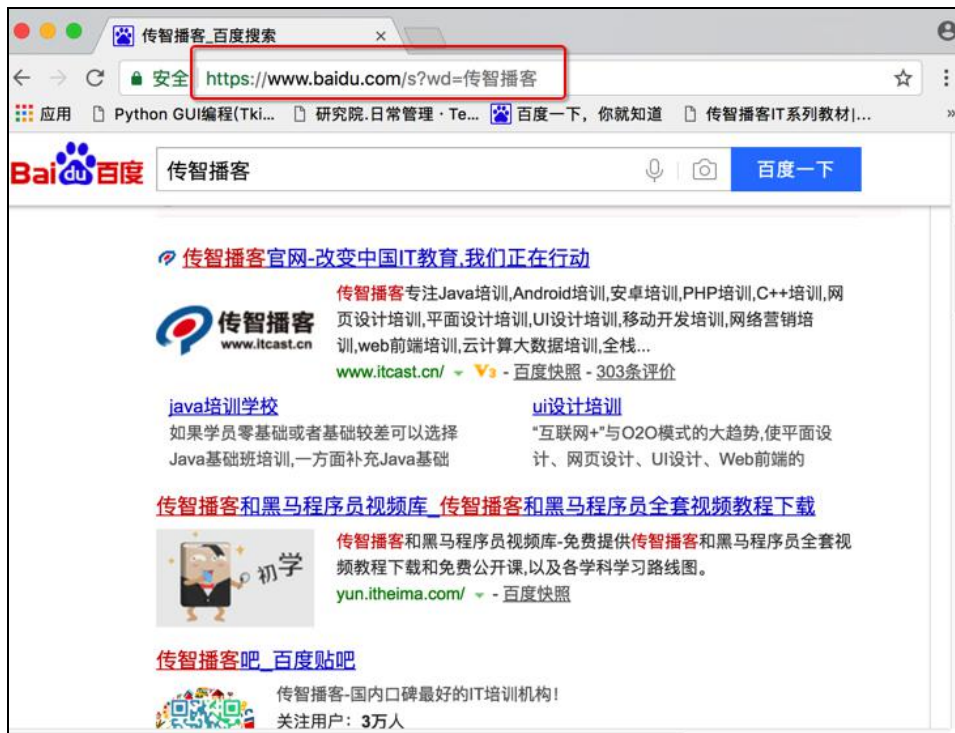 传智播客_百度搜索
安全 https://www.baidu.com/s?wd=传智播客
应用 Python GUI编程(Tki... 研究院.日常管理 · Te... 百度一下，你就知道 传智播客IT系列教材|...
Bai du 百度 传智播客 百度一下
传智播客官网-改变中国IT教育,我们正在行动
传智播客
www.itcast.cn
传智播客专注Java培训,Android培训,安卓培训,PHP培训,C++培训,网
页设计培训,平面设计培训,UI设计培训,移动开发培训,网络营销培
训,web前端培训,云计算大数据培训,全栈...
www.itcast.cn/ V3 - 百度快照 - 303条评价
java培训学校
如果学员零基础或者基础较差可以选择
Java基础班培训,一方面补充Java基础
ui设计培训
“互联网+”与O2O模式的大趋势,使平面设
计、网页设计、UI设计、Web前端的
传智播客和黑马程序员视频库_传智播客和黑马程序员全套视频教程下载
初学
传智播客和黑马程序员视频库-免费提供传智播客和黑马程序员全套视
频教程下载和免费公开课,以及各学科学习路线图。
yun.itheima.com/ - 百度快照
传智播客吧_百度贴吧
传智播客-国内口碑最好的IT培训机构!
关注用户：3万人